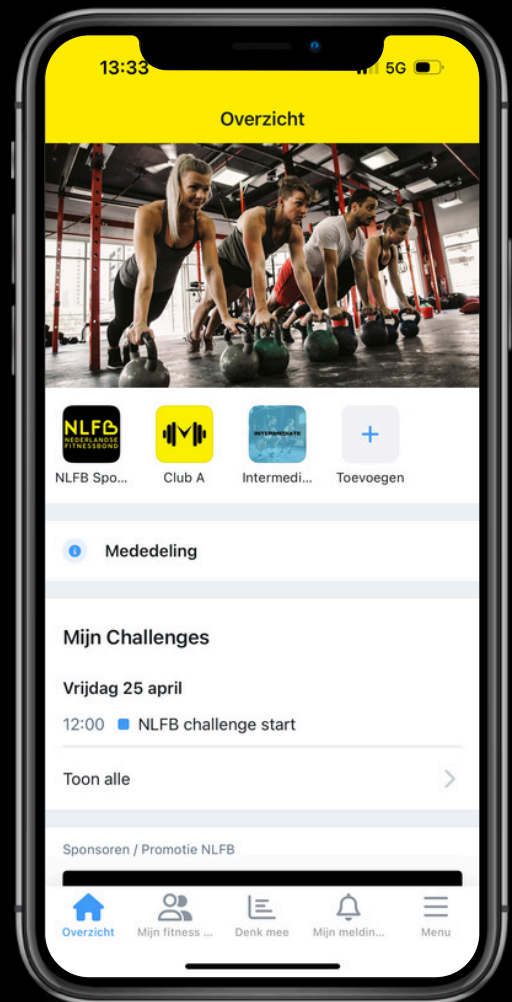 13:33
5G
Overzicht
NLFB
NEDERLANDSE
FITNESSBOND
INTERMEDIATE
NLFB Spo...
Club A
Intermedi...
Toevoegen
Mededeling
Mijn Challenges
Vrijdag 25 april
12:00 NLFB challenge start
Toon alle
Sponsoren / Promotie NLFB
Overzicht
Mijn fitness ...
Denk mee
Mijn meldin...
Menu